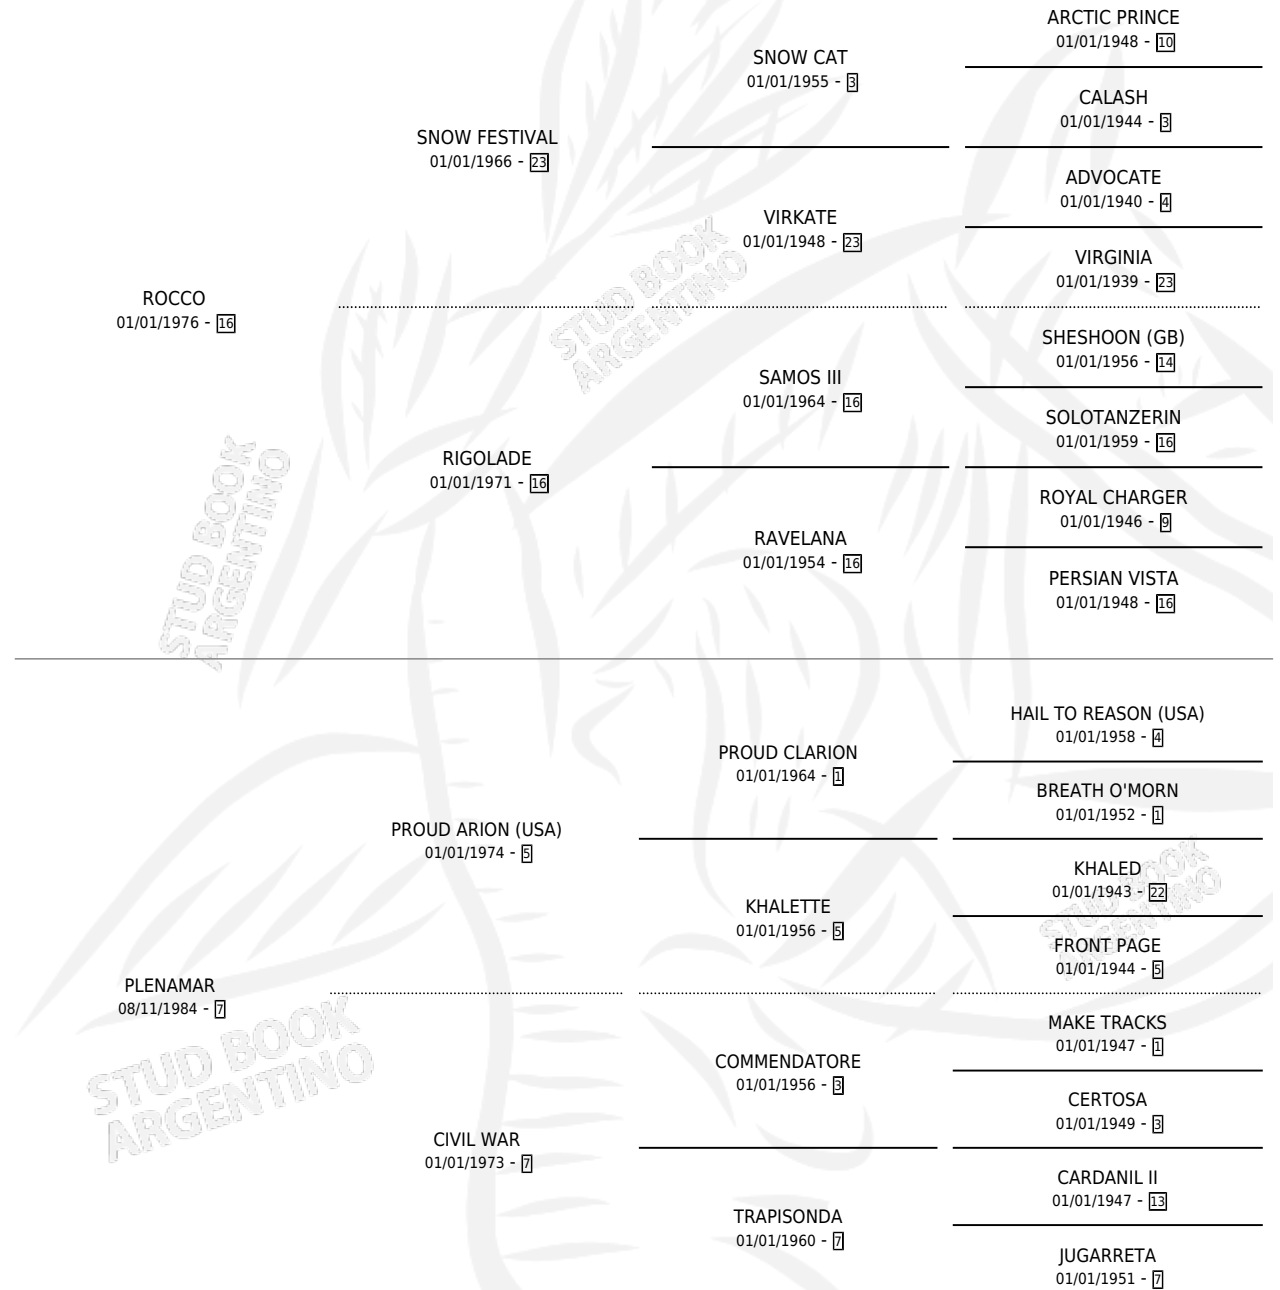 ARCTIC PRINCE
01/01/1948 - 10
SNOW CAT
01/01/1955 - 3
CALASH
01/01/1944 - 3
SNOW FESTIVAL
01/01/1966 - 23
ADVOCATE
01/01/1940 - 4
VIRKATE
01/01/1948 - 23
VIRGINIA
01/01/1939 - 23
ROCCO
01/01/1976 - 16
STUD BOOK
ARGENTINO
SHESHOON (GB)
01/01/1956 - 14
SAMOS III
01/01/1964 - 16
SOLOTANZERIN
01/01/1959 - 16
RIGOLADE
01/01/1971 - 16
ROYAL CHARGER
01/01/1946 - 9
RAVELANA
01/01/1954 - 16
PERSIAN VISTA
01/01/1948 - 16
STUD BOOK
ARGENTINO
HAIL TO REASON (USA)
01/01/1958 - 4
PROUD CLARION
01/01/1964 - 1
BREATH O'MORN
01/01/1952 - 1
PROUD ARION (USA)
01/01/1974 - 5
KHALED
01/01/1943 - 22
KHALETTE
01/01/1956 - 5
STUD BOOK
ARGENTINO
FRONT PAGE
01/01/1944 - 5
PLENAMAR
08/11/1984 - 7
STUD BOOK
ARGENTINO
MAKE TRACKS
01/01/1947 - 1
COMMENDATORE
01/01/1956 - 3
CERTOSA
01/01/1949 - 3
CIVIL WAR
01/01/1973 - 7
CARDANIL II
01/01/1947 - 13
TRAPISONDA
01/01/1960 - 7
JUGARRETA
01/01/1951 - 7